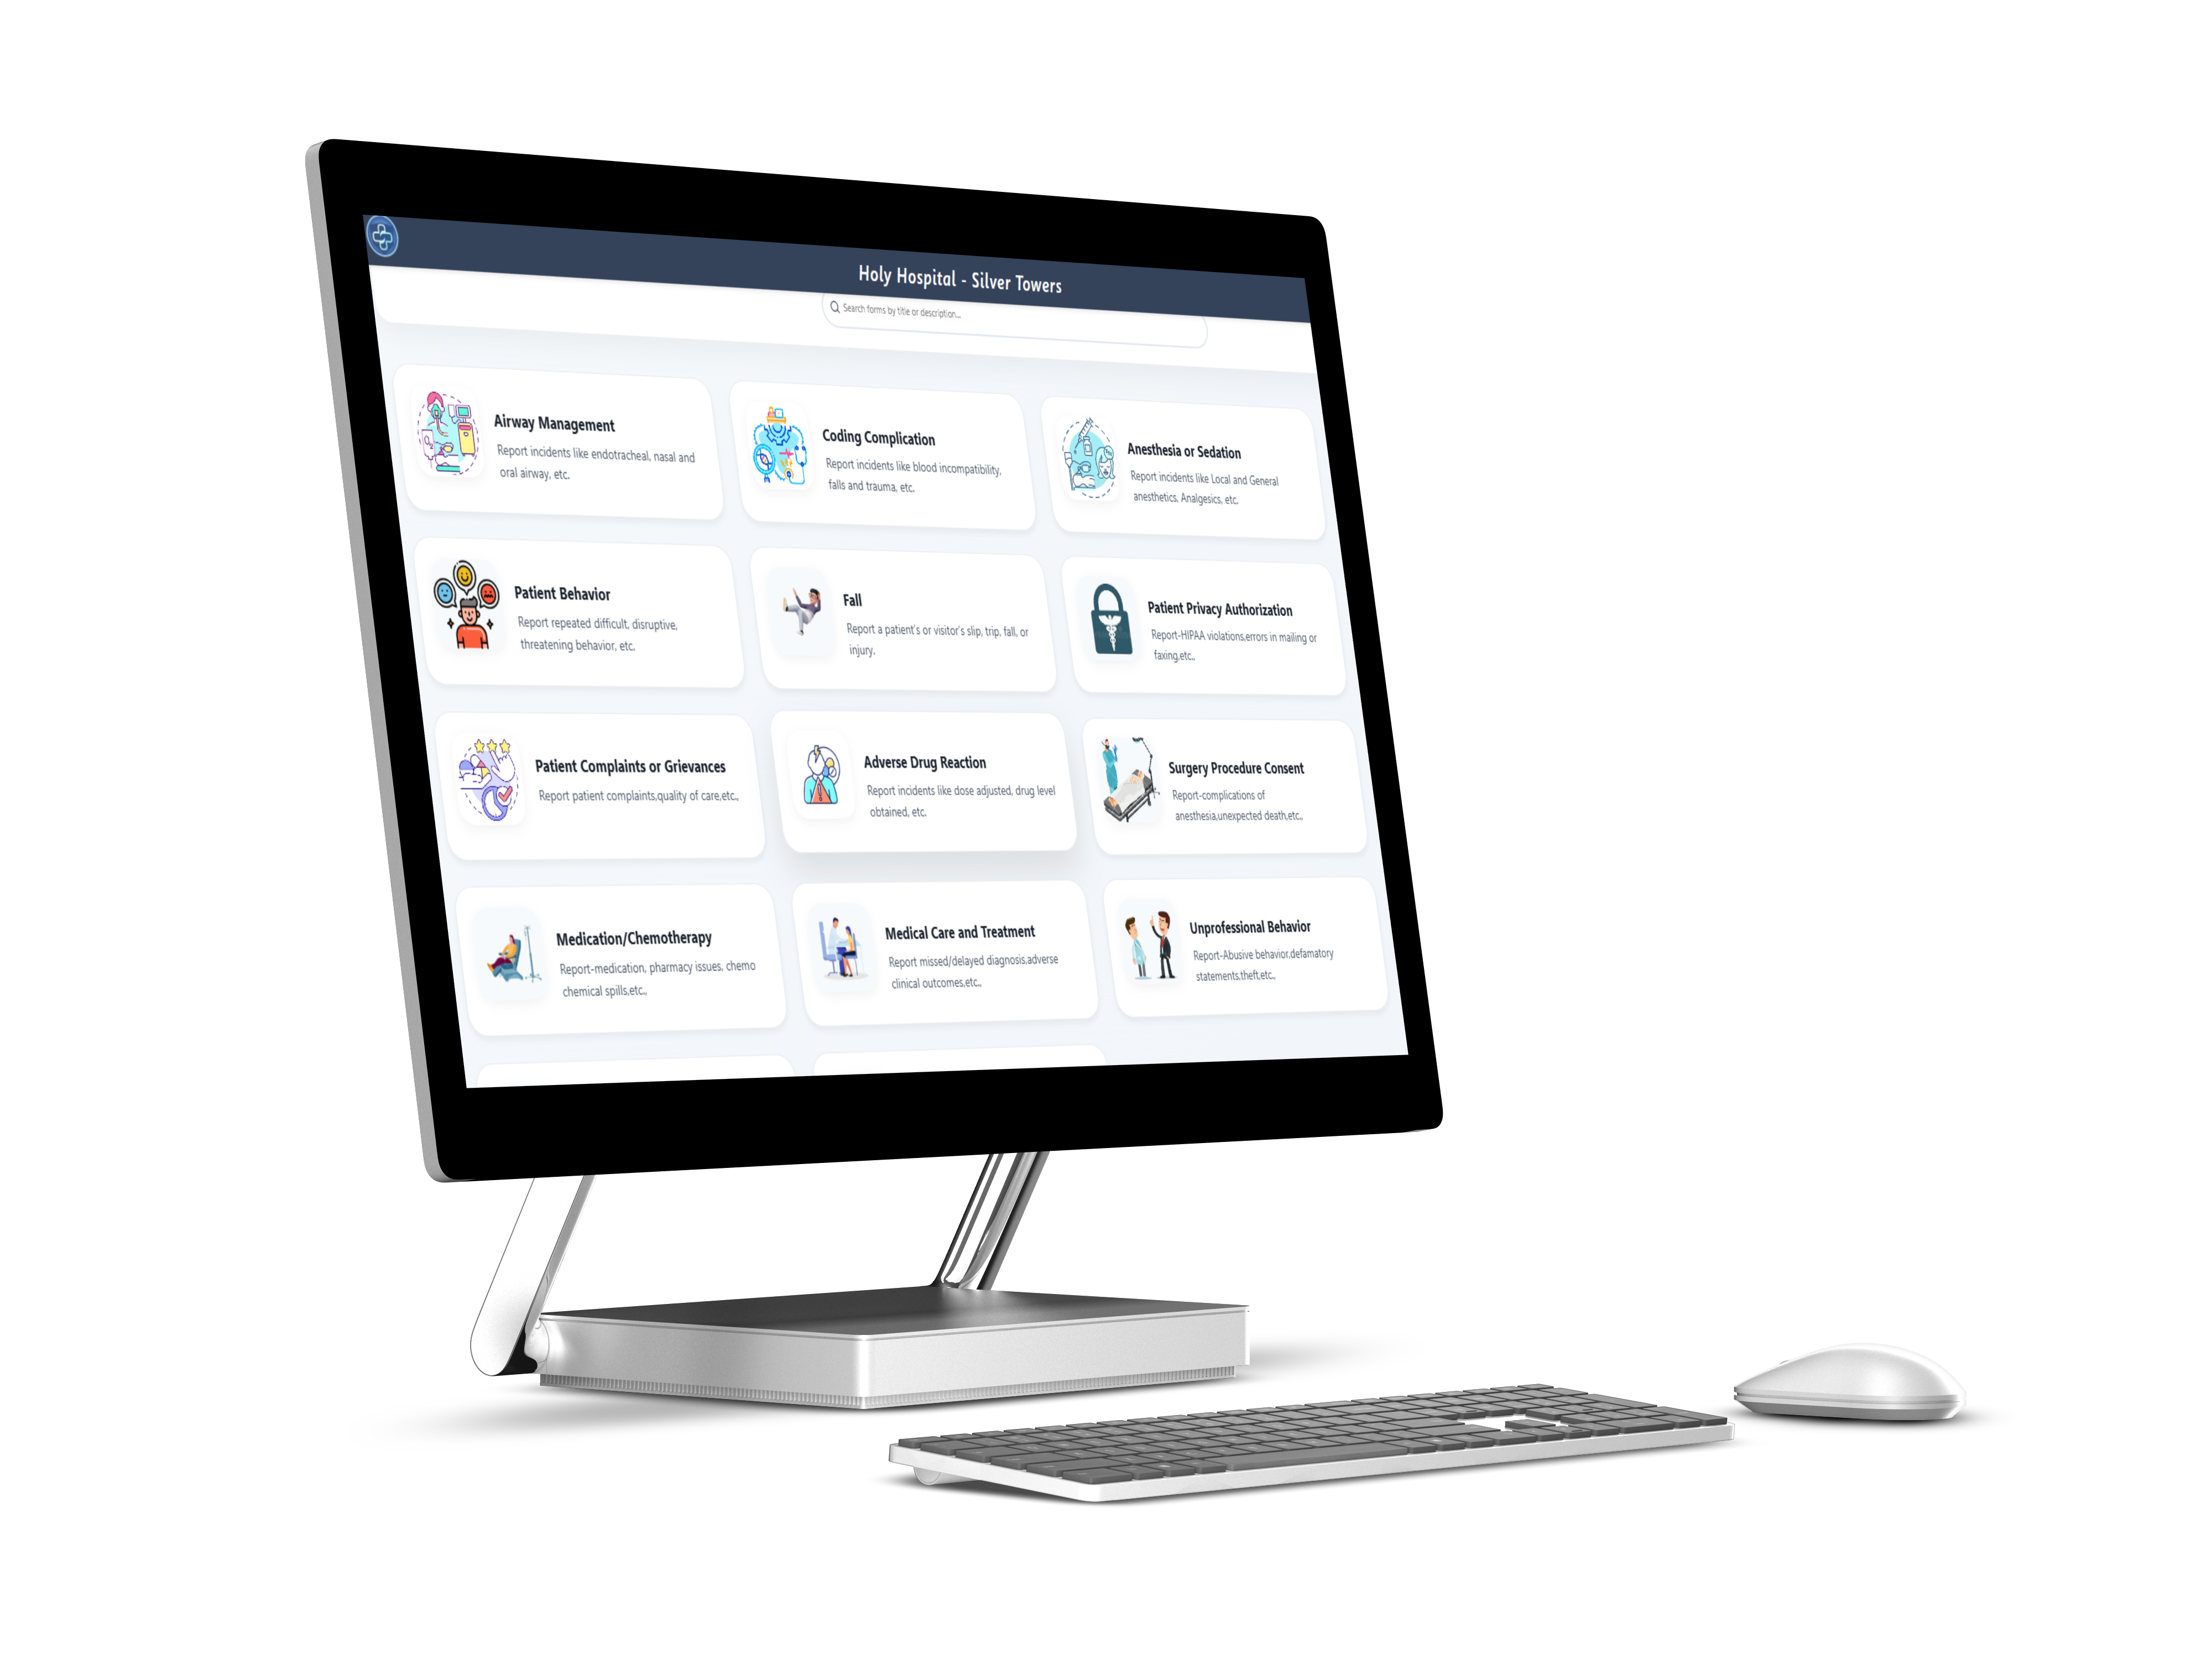 Holy Hospital - Silver Towers
Search forms by title or description...
Airway Management
Report incidents like endotracheal, nasal and
oral airway, etc.
Coding Complication
Report incidents like blood incompatibility,
falls and trauma, etc.
Anesthesia or Sedation
Report incidents like Local and General
anesthetics, Analgesics, etc.
Patient Behavior
Report repeated difficult, disruptive,
threatening behavior, etc.
Fall
Report a patient's or visitor's slip, trip, fall, or
injury.
Patient Privacy Authorization
Report-HIPAA violations,errors in mailing or
faxing,etc.,
Patient Complaints or Grievances
Report patient complaints,quality of care,etc.,
Adverse Drug Reaction
Report incidents like dose adjusted, drug level
obtained, etc.
Surgery Procedure Consent
Report-complications of
anesthesia,unexpected death,etc.,
Medication/Chemotherapy
Report-medication, pharmacy issues, chemo
chemical spills,etc.,
Medical Care and Treatment
Report missed/delayed diagnosis,adverse
clinical outcomes,etc.,
Unprofessional Behavior
Report-Abusive behavior,defamatory
statements,theft,etc.,